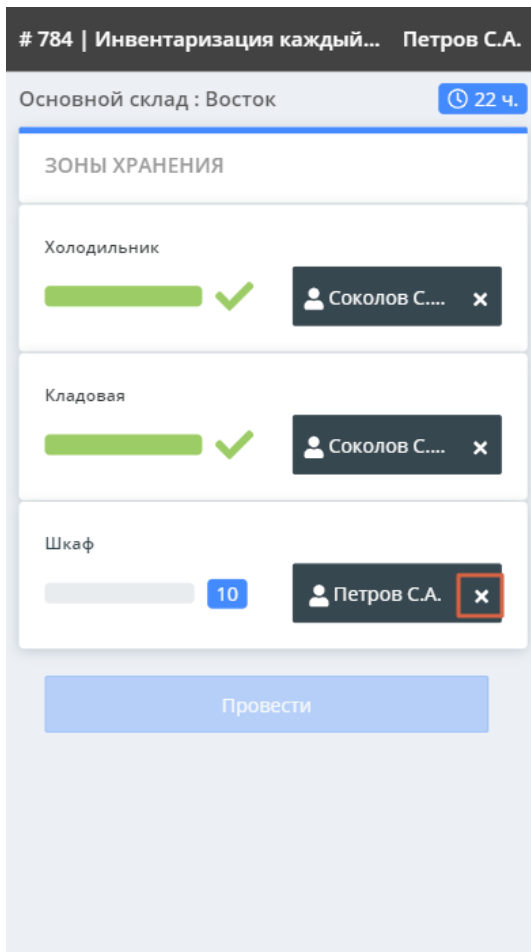 # 784 | Инвентаризация каждый... Петров С.А.
Основной склад : Восток 22 ч.
ЗОНЫ ХРАНЕНИЯ
Холодильник
Соколов С.... ×
Кладовая
Соколов С.... ×
Шкаф
10 Петров С.А. ×
Провести